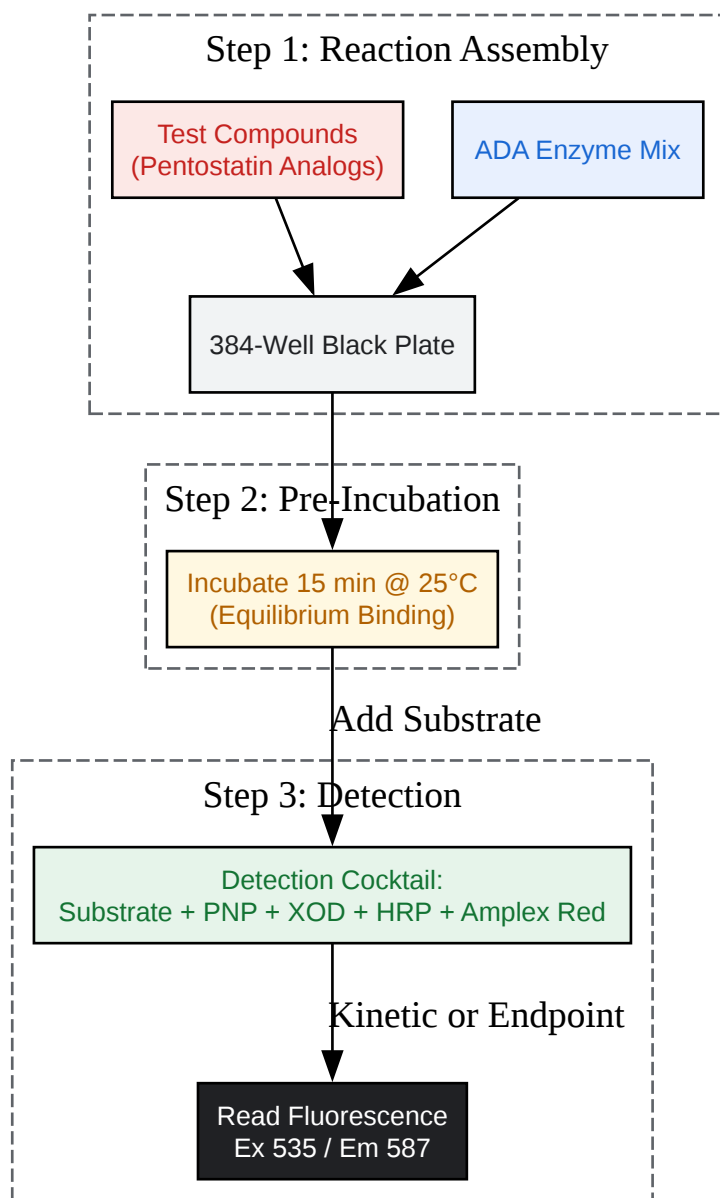 Step 1: Reaction Assembly
Test Compounds
(Pentostatin Analogs)
ADA Enzyme Mix
384-Well Black Plate
Step 2: Pre-Incubation
Incubate 15 min @ 25°C
(Equilibrium Binding)
Add Substrate
Step 3: Detection
Detection Cocktail:
Substrate + PNP + XOD + HRP + Amplex Red
Kinetic or Endpoint
Read Fluorescence
Ex 535 / Em 587